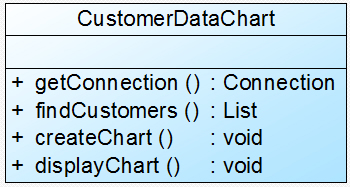 CustomerDataChart
+ getConnection () : Connection
+ findCustomers () : List
+ createChart () : void
+ displayChart () : void